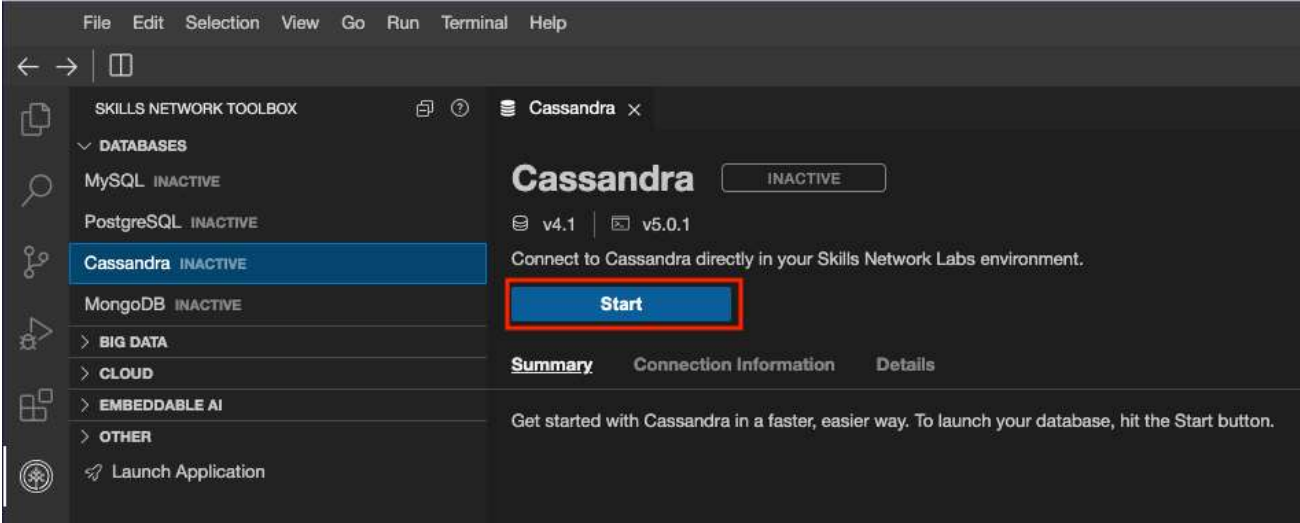 File Edit Selection View Go Run Terminal Help
SKILLS NETWORK TOOLBOX
DATABASES
MySQL INACTIVE
PostgreSQL INACTIVE
Cassandra INACTIVE
MongoDB INACTIVE
BIG DATA
CLOUD
EMBEDDABLE AI
OTHER
Launch Application
Cassandra
Cassandra INACTIVE
v4.1 v5.0.1
Connect to Cassandra directly in your Skills Network Labs environment.
Start
Summary Connection Information Details
Get started with Cassandra in a faster, easier way. To launch your database, hit the Start button.